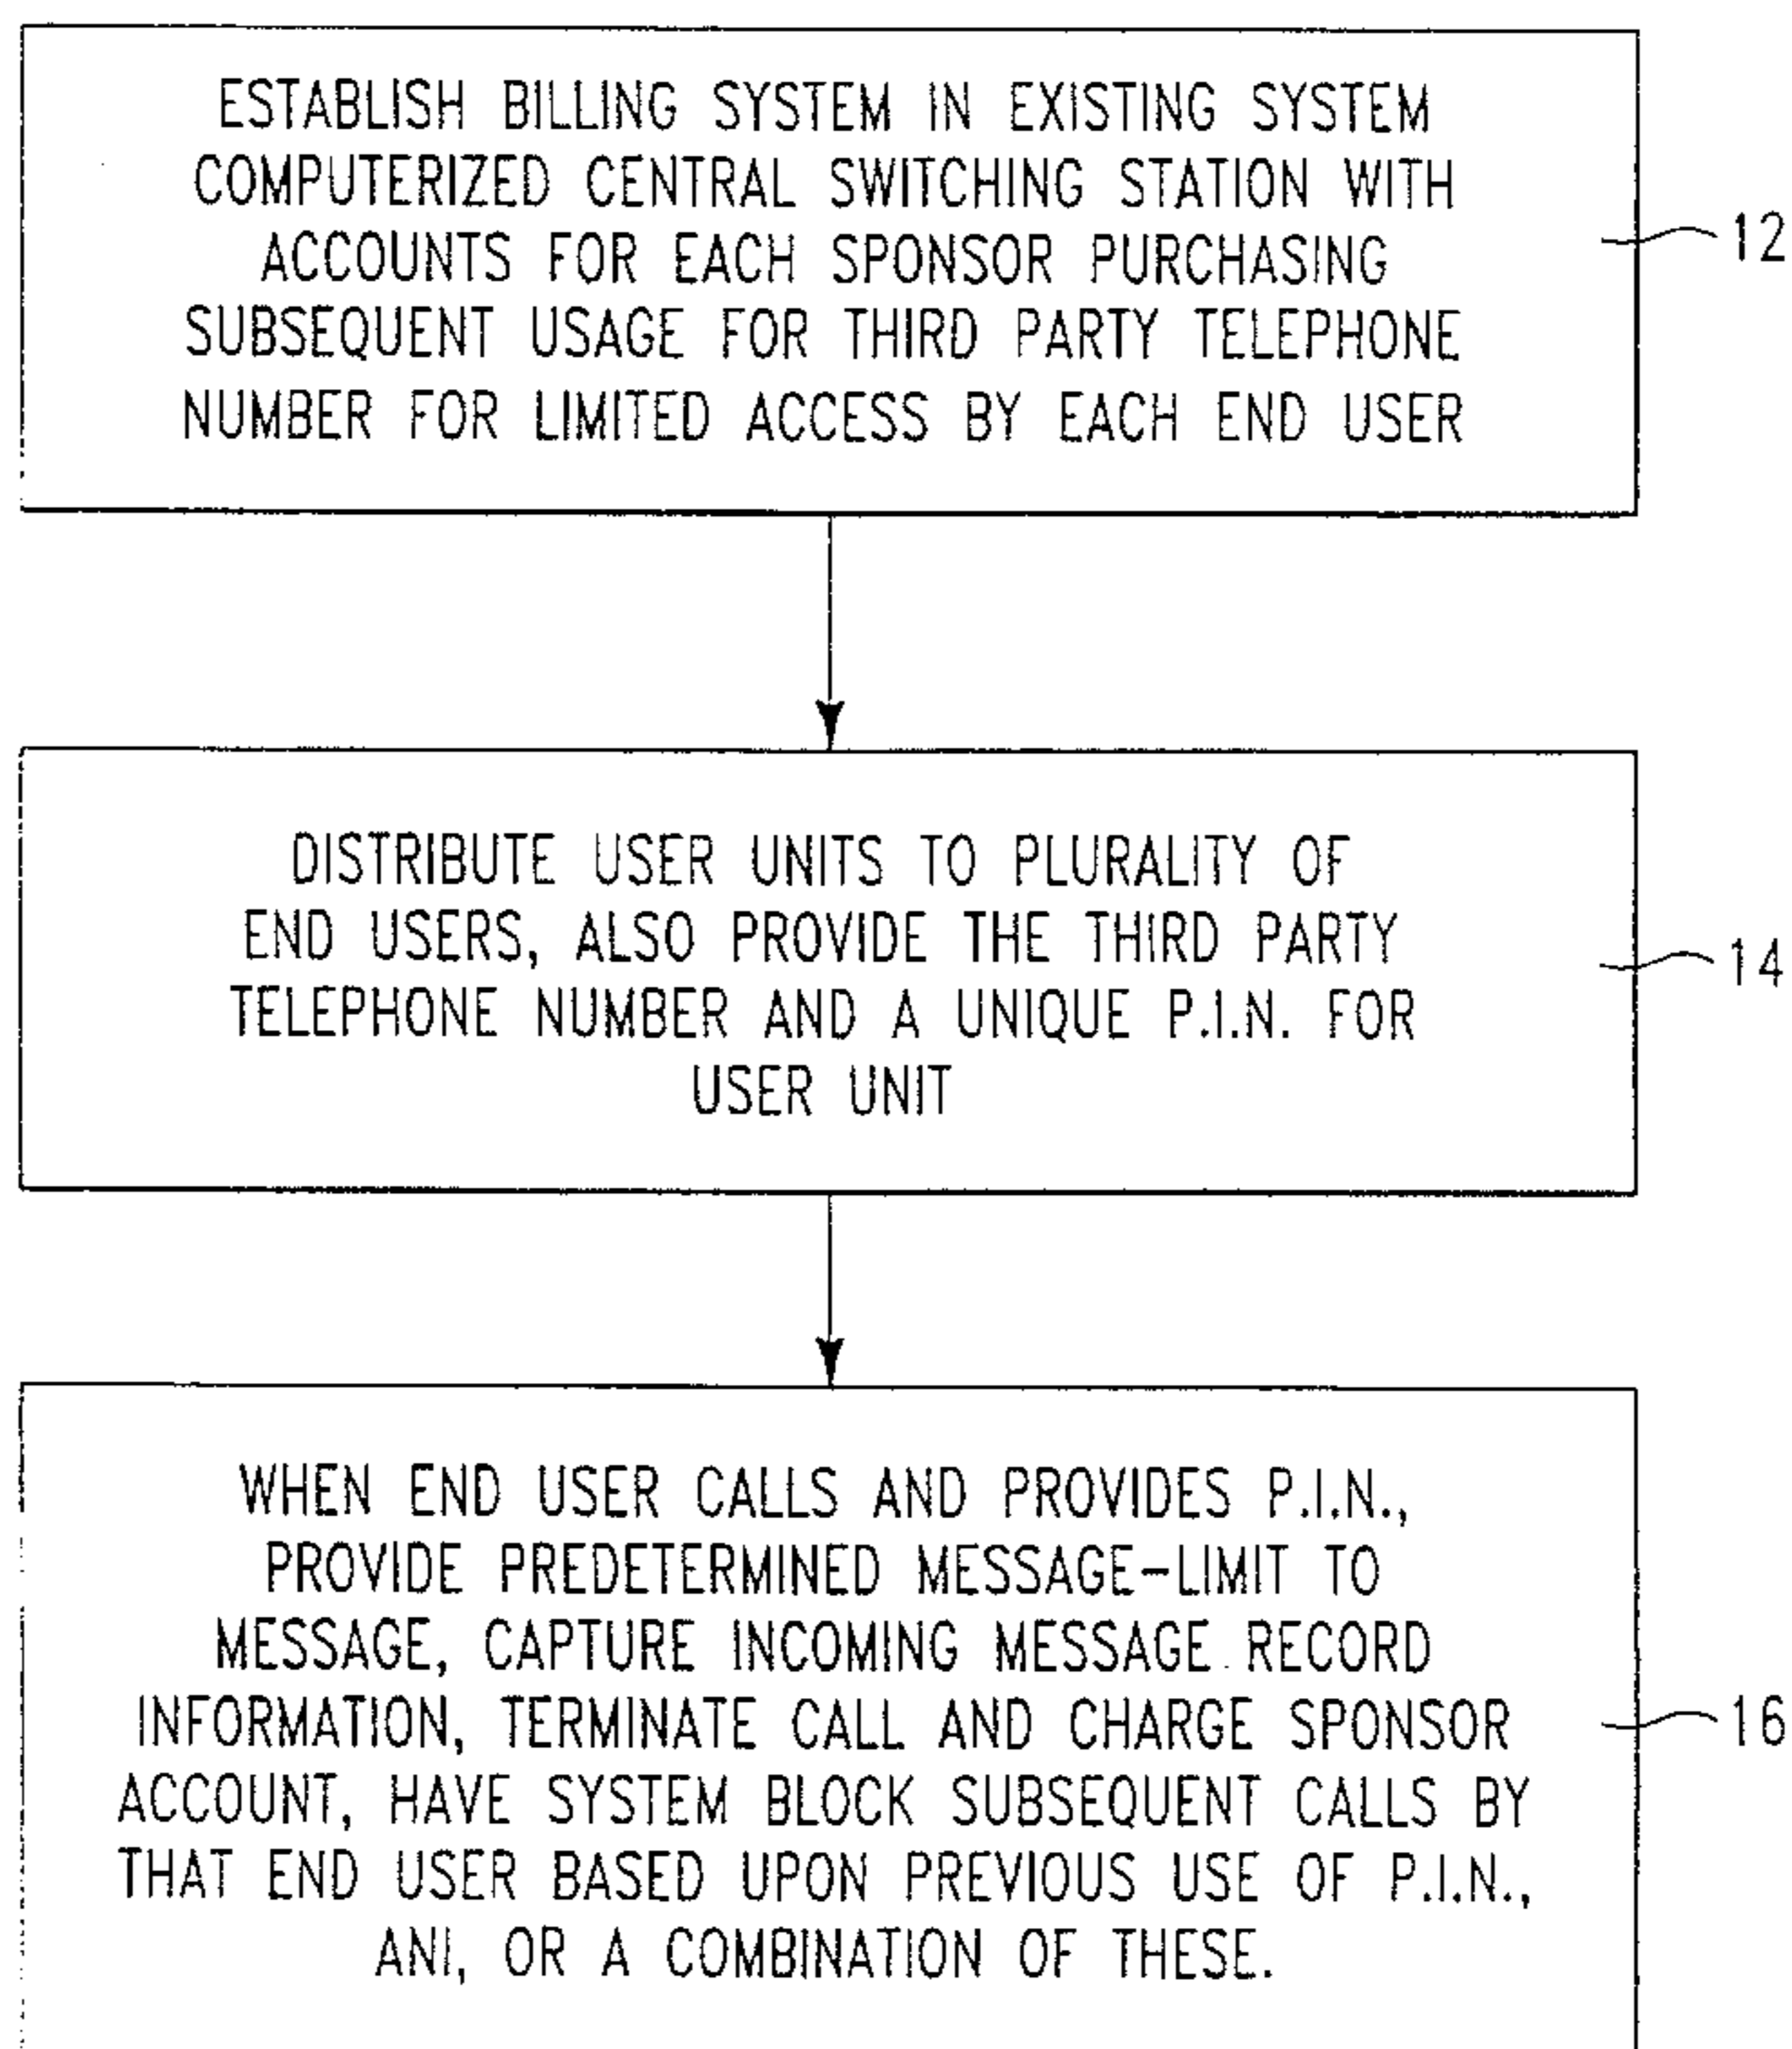 ESTABLISH BILLING SYSTEM IN EXISTING SYSTEM
COMPUTERIZED CENTRAL SWITCHING STATION WITH
ACCOUNTS FOR EACH SPONSOR PURCHASING
SUBSEQUENT USAGE FOR THIRD PARTY TELEPHONE
NUMBER FOR LIMITED ACCESS BY EACH END USER
12
DISTRIBUTE USER UNITS TO PLURALITY OF
END USERS, ALSO PROVIDE THE THIRD PARTY
TELEPHONE NUMBER AND A UNIQUE P.I.N. FOR
USER UNIT
14
WHEN END USER CALLS AND PROVIDES P.I.N.,
PROVIDE PREDETERMINED MESSAGE-LIMIT TO
MESSAGE, CAPTURE INCOMING MESSAGE RECORD
INFORMATION, TERMINATE CALL AND CHARGE SPONSOR
ACCOUNT, HAVE SYSTEM BLOCK SUBSEQUENT CALLS BY
THAT END USER BASED UPON PREVIOUS USE OF P.I.N.,
ANI, OR A COMBINATION OF THESE.
16